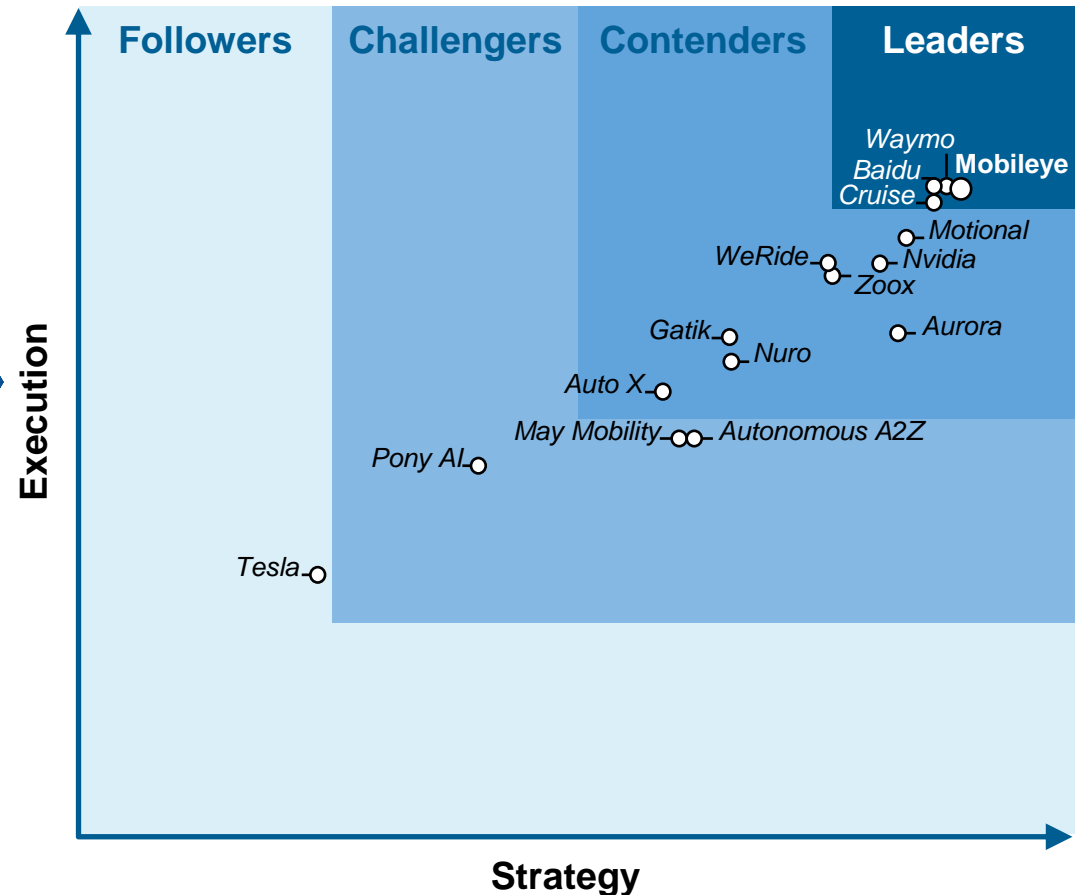 Followers
Challengers
Contenders
Leaders
Waymo
Mobileye
Baidu
Cruise
Motional
WeRide
Nvidia
Zoox
Gatik
Aurora
Nuro
Auto X
May Mobility
Autonomous A2Z
Pony AI
Tesla
Execution
Strategy